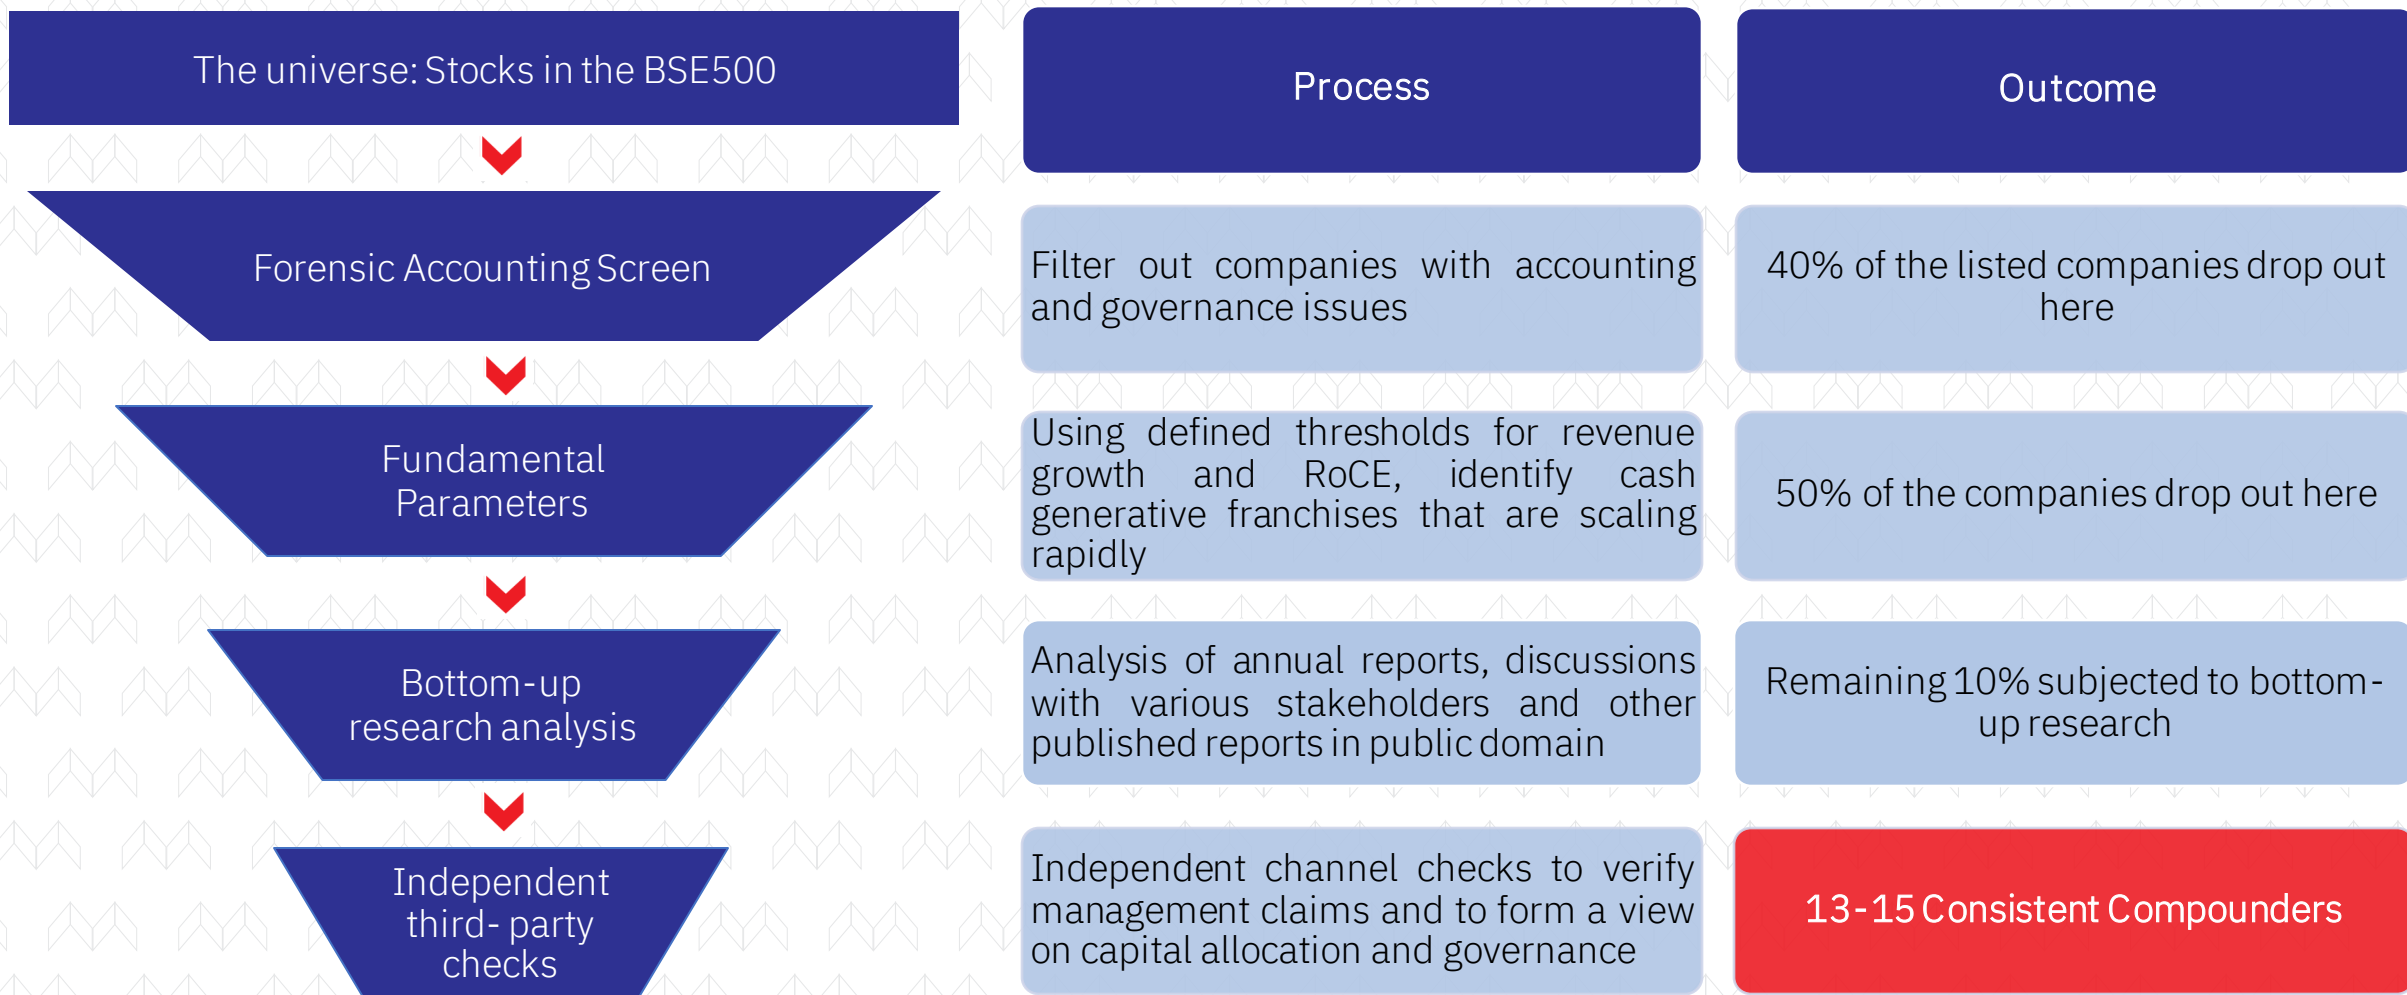 The universe: Stocks in the BSE500
Process
Outcome
Forensic Accounting Screen
Filter out companies with accounting
and governance issues
40% of the listed companies drop out
here
Fundamental
Parameters
Using defined thresholds for revenue
growth and RoCE, identify cash
generative franchises that are scaling
rapidly
50% of the companies drop out here
Bottom-up
research analysis
Analysis of annual reports, discussions
with various stakeholders and other
published reports in public domain
Remaining 10% subjected to bottom-
up research
Independent
third- party
checks
Independent channel checks to verify
management claims and to form a view
on capital allocation and governance
13-15 Consistent Compounders